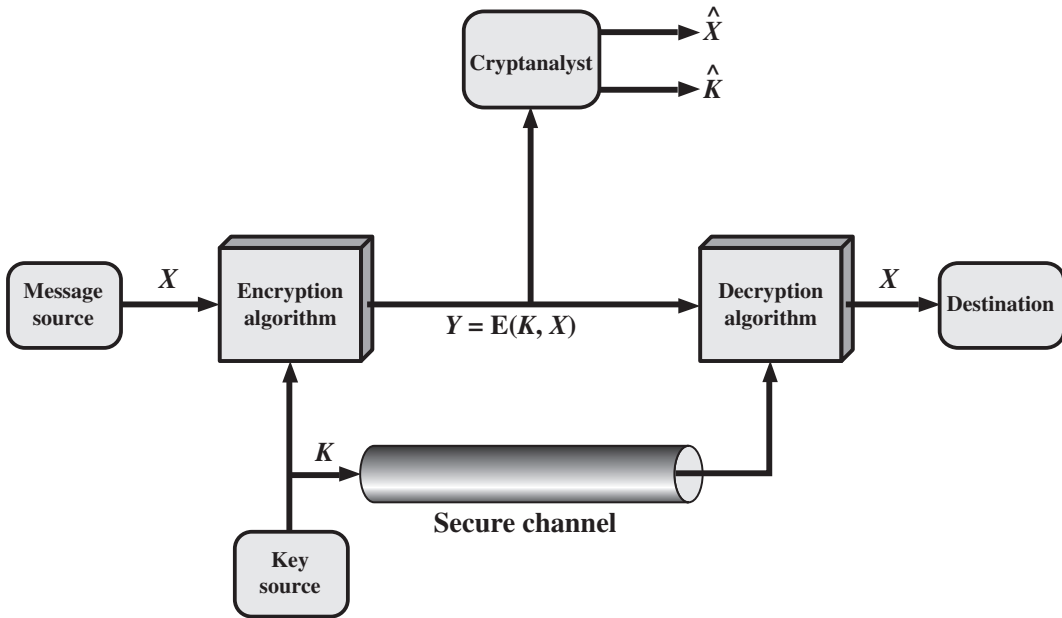 X̂
Cryptanalyst
K̂
Message
source
X
Encryption
algorithm
Y = E(K, X)
Decryption
algorithm
X
Destination
K
Secure channel
Key
source